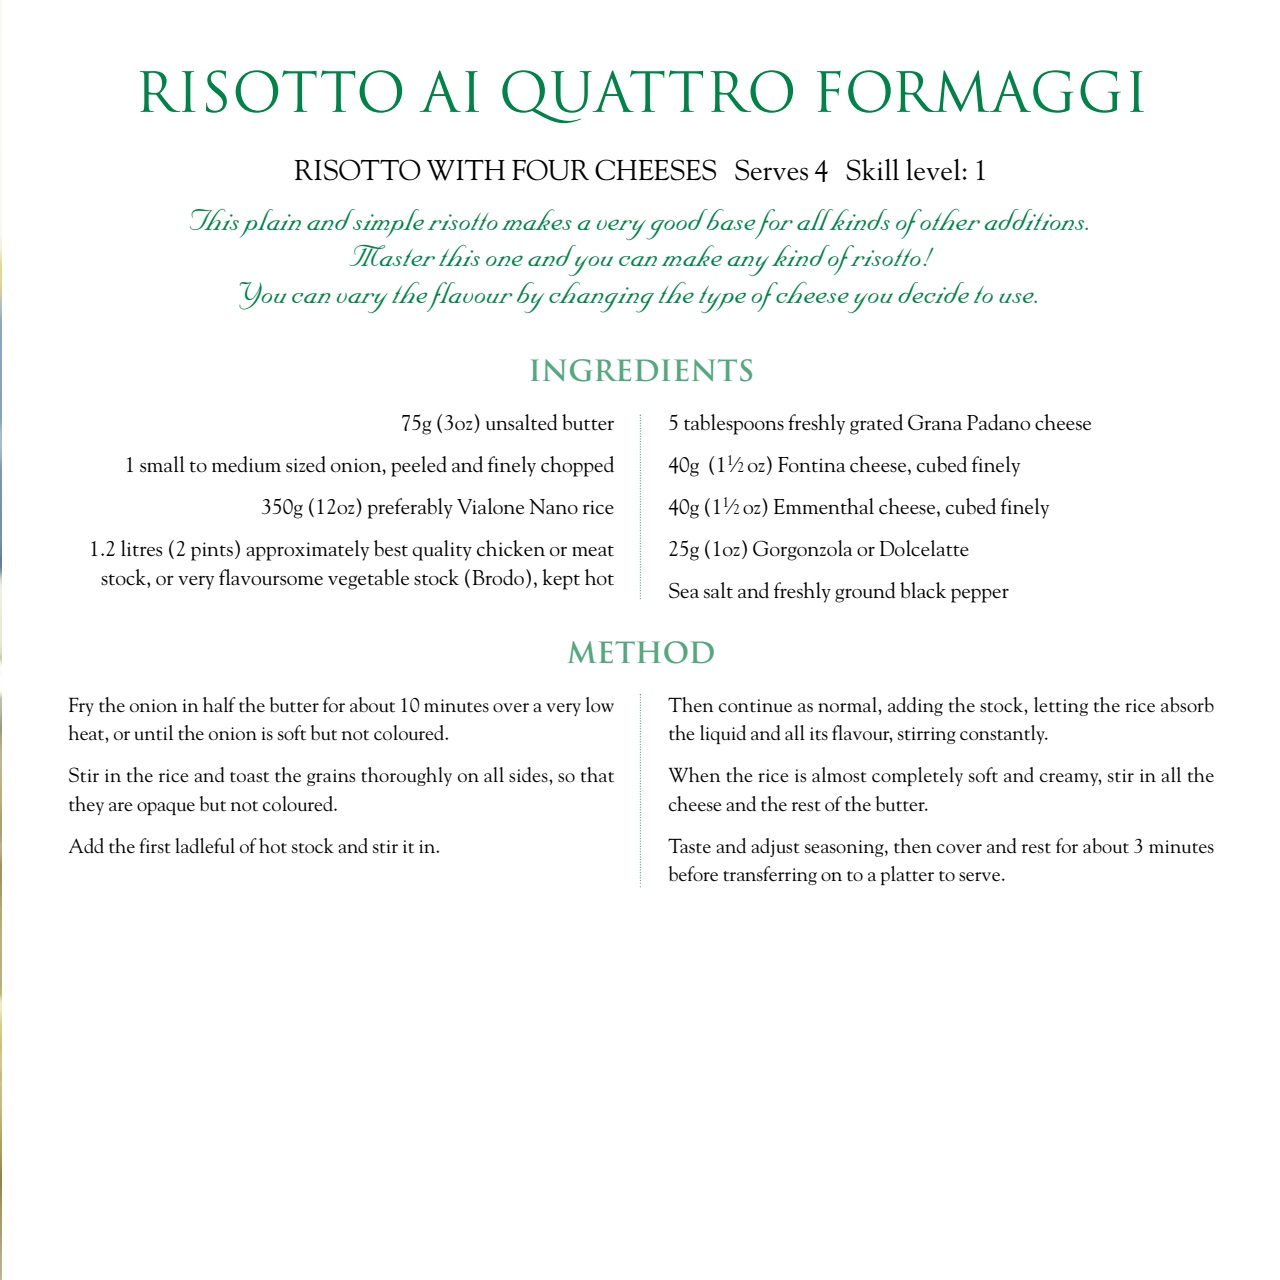 RISOTTO AI QUATTRO FORMAGGI
RISOTTO WITH FOUR CHEESES Serves 4 Skill level: 1
This plain and simple risotto makes a very good base for all kinds of other additions.
Master this one and you can make any kind of risotto!
You can vary the flavour by changing the type of cheese you decide to use.
INGREDIENTS
75g (3oz) unsalted butter
1 small to medium sized onion, peeled and finely chopped
350g (12oz) preferably Vialone Nano rice
1.2 litres (2 pints) approximately best quality chicken or meat
stock, or very flavoursome vegetable stock (Brodo), kept hot
5 tablespoons freshly grated Grana Padano cheese
40g (1½ oz) Fontina cheese, cubed finely
40g (1½ oz) Emmenthal cheese, cubed finely
25g (1oz) Gorgonzola or Dolcelatte
Sea salt and freshly ground black pepper
METHOD
Fry the onion in half the butter for about 10 minutes over a very low
heat, or until the onion is soft but not coloured.
Stir in the rice and toast the grains thoroughly on all sides, so that
they are opaque but not coloured.
Add the first ladleful of hot stock and stir it in.
Then continue as normal, adding the stock, letting the rice absorb
the liquid and all its flavour, stirring constantly.
When the rice is almost completely soft and creamy, stir in all the
cheese and the rest of the butter.
Taste and adjust seasoning, then cover and rest for about 3 minutes
before transferring on to a platter to serve.